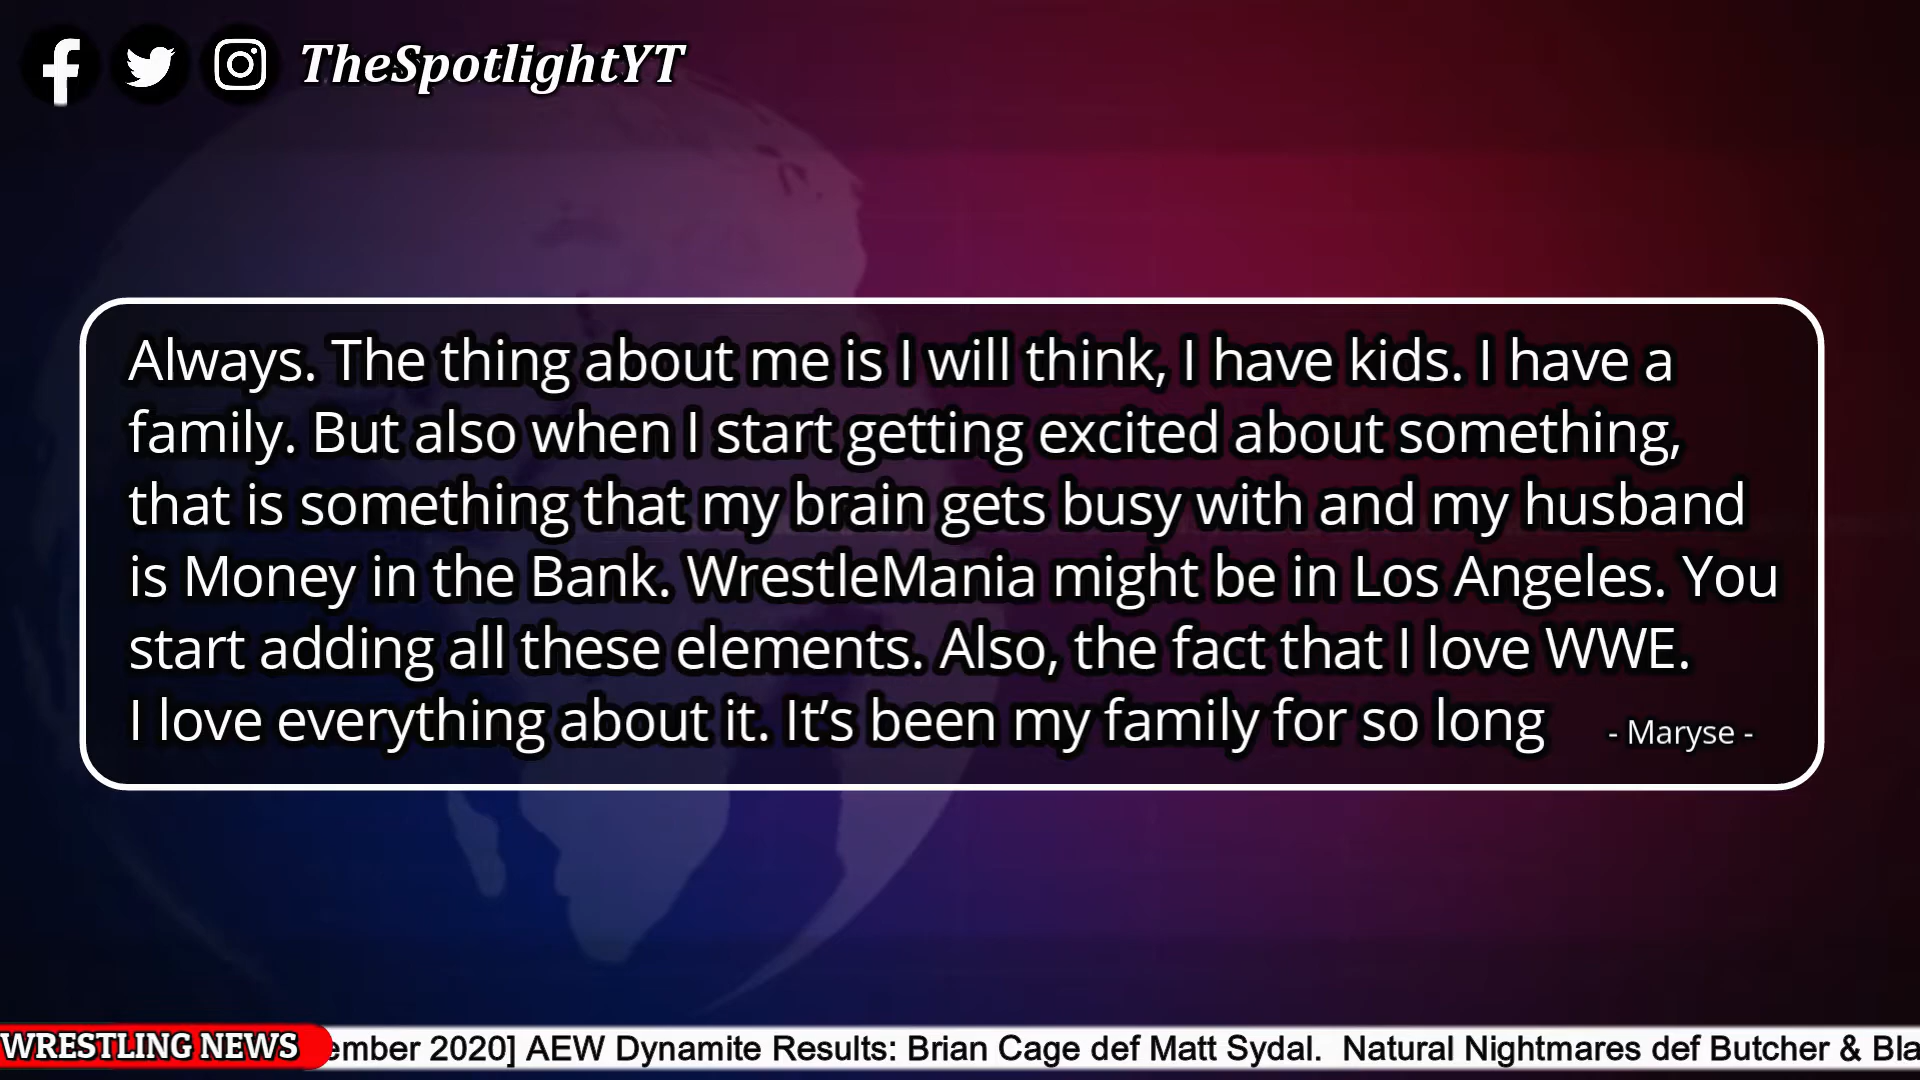 TheSpotlightYT
Always. The thing about me is I will think, I have kids. I have a
family. But also when I start getting excited about something,
that is something that my brain gets busy with and my husband
is Money in the Bank. WrestleMania might be in Los Angeles. You
start adding all these elements. Also, the fact that I love WWE.
I love everything about it. It’s been my family for so long
- Maryse -
WRESTLING NEWS
ember 2020] AEW Dynamite Results: Brian Cage def Matt Sydal. Natural Nightmares def Butcher & Bla